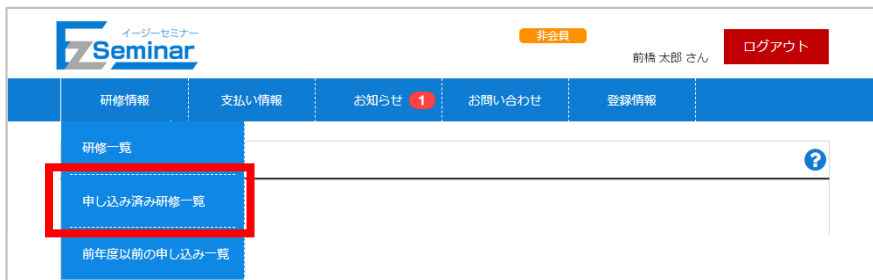 イージーセミナー
EZ Seminar
非会員
前橋 太郎 さん
ログアウト
研修情報
支払い情報
お知らせ 1
お問い合わせ
登録情報
研修一覧
?
申し込み済み研修一覧
前年度以前の申し込み一覧